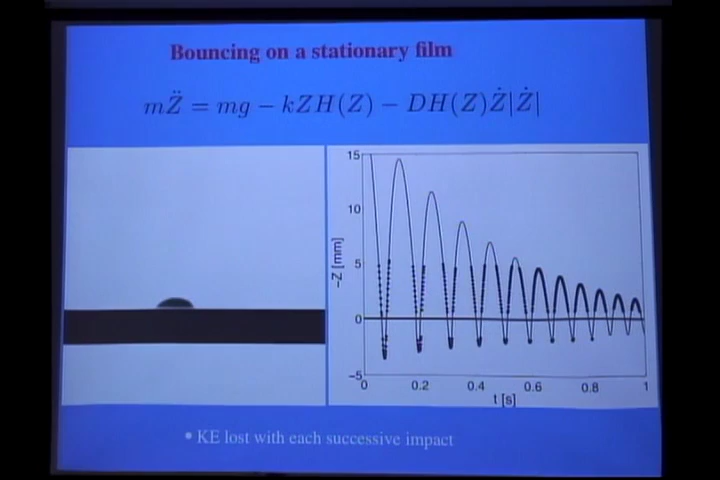 Bouncing on a stationary film
mZ̈ = mg − kZH(Z) − DH(Z)Ż|Ż|
15
10
5
0
−5
−Z [mm]
0 0.2 0.4 0.6 0.8 1
t [s]
• KE lost with each successive impact